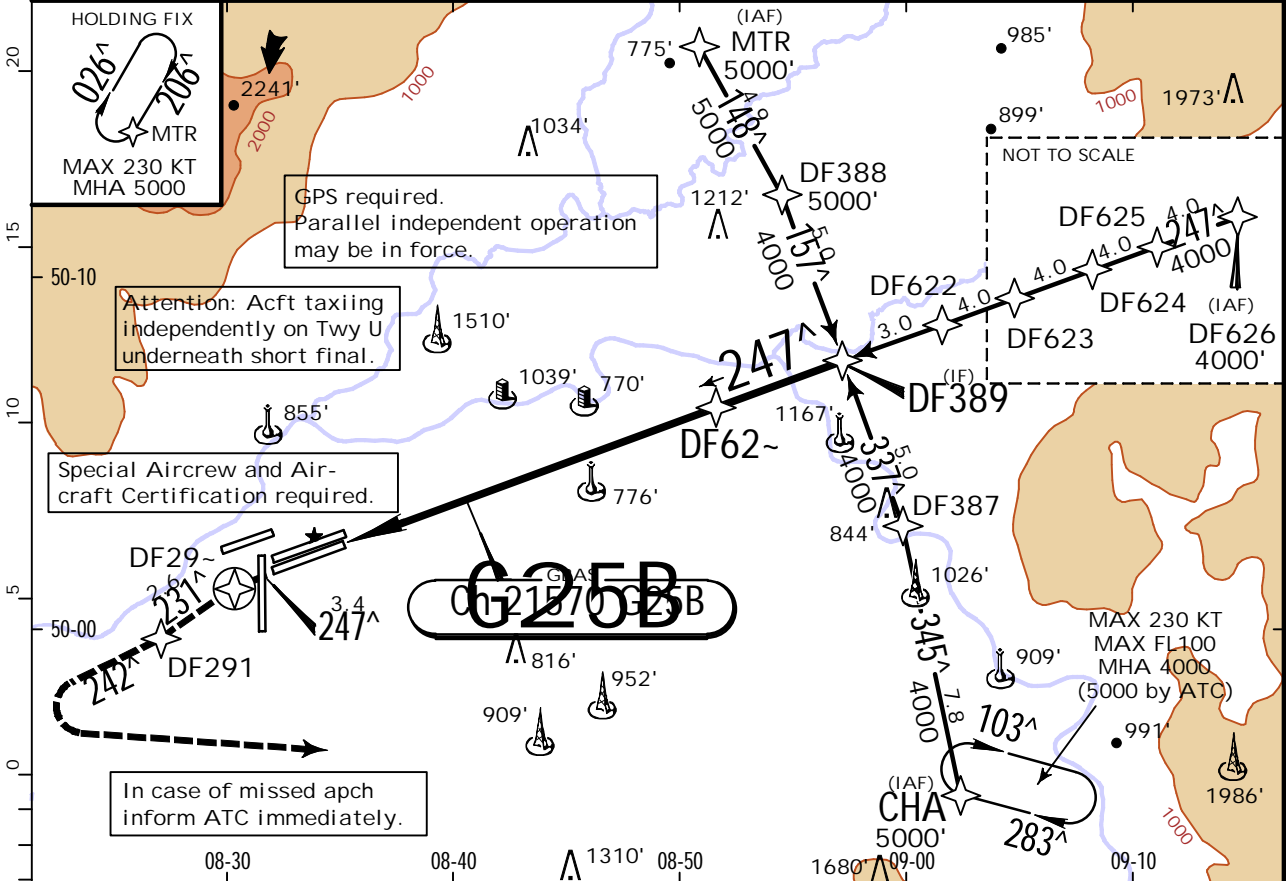 HOLDING FIX
026^
206^
MTR
MAX 230 KT
MHA 5000
2241'
1000
2000
1034'
775'
(IAF)
MTR
5000'
4.9
148^
5000
985'
899'
1000
1973'
NOT TO SCALE
GPS required.
Parallel independent operation
may be in force.
1212'
DF388
5000'
5.0
157^
4000
DF625
4.0
247^
4000
DF622
4.0
4.0
4.0
3.0
DF624
DF623
(IAF)
DF626
4000'
Attention: Acft taxiing
independently on Twy U
underneath short final.
1510'
1039'
770'
247^
(IF)
DF389
855'
1167'
DF62~
337^
5.0
4000
Special Aircrew and Air-
craft Certification required.
776'
DF387
844'
DF29~
2.6
231^
3.4
247^
GBAS
Ch 21570 G25B
G25B
1026'
DF291
242^
816'
952'
909'
345^
7.8
4000
909'
MAX 230 KT
MAX FL100
MHA 4000
(5000 by ATC)
103^
991'
In case of missed apch
inform ATC immediately.
(IAF)
CHA
5000'
283^
1986'
1000
1310'
1680'
20
15
50-10
10
5
50-00
0
08-30
08-40
08-50
09-00
09-10